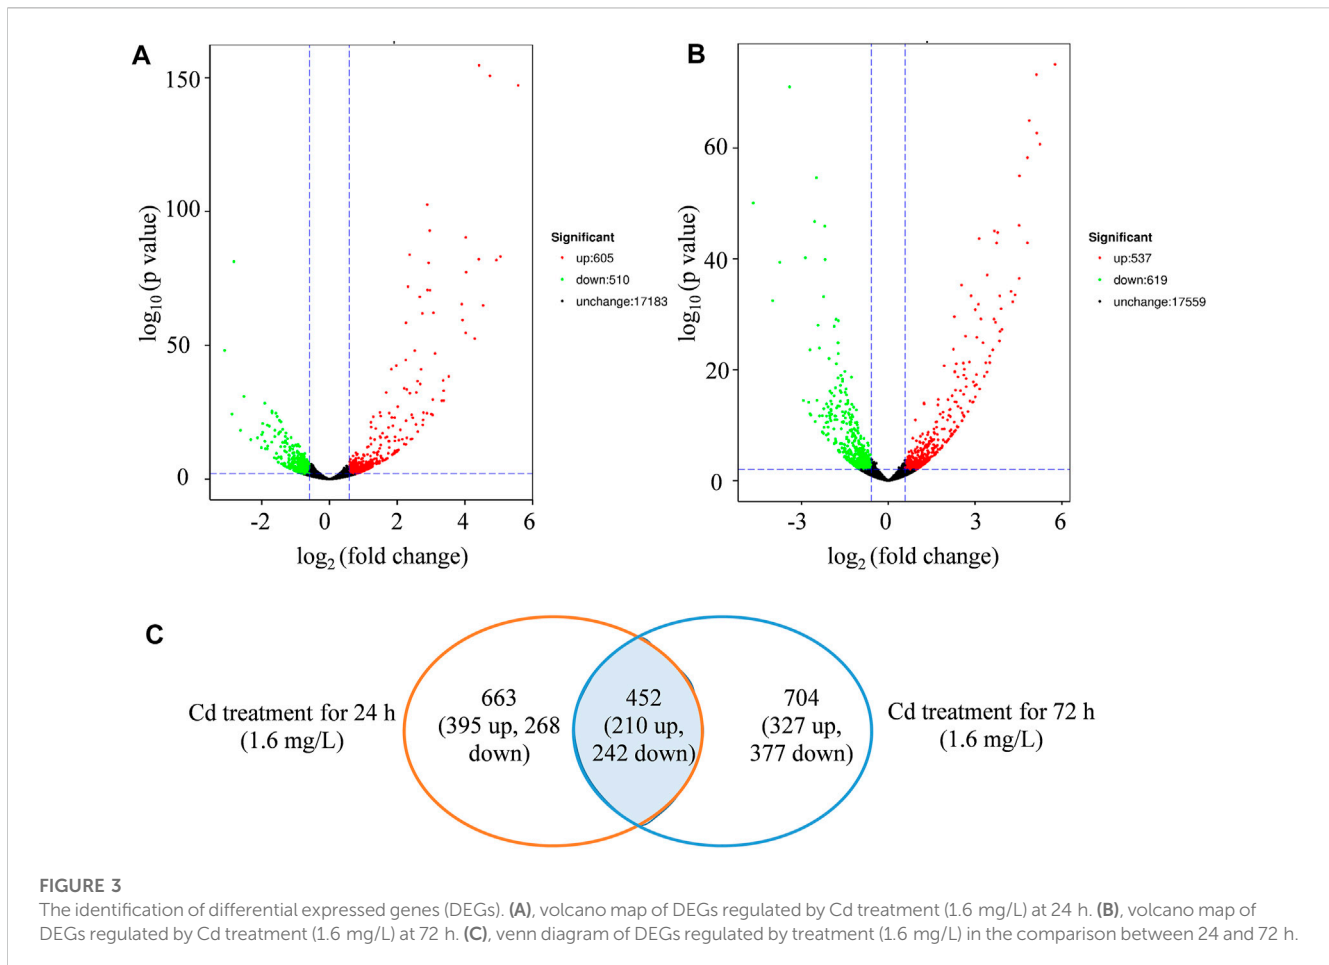 A
B
150
100
50
0
log10 (p value)
-2 0 2 4 6
log2 (fold change)
Significant
up:605
down:510
unchange:17183
60
40
20
0
log10 (p value)
-3 0 3 6
log2 (fold change)
Significant
up:537
down:619
unchange:17559
C
Cd treatment for 24 h
(1.6 mg/L)
663
(395 up, 268
down)
452
(210 up,
242 down)
704
(327 up,
377 down)
Cd treatment for 72 h
(1.6 mg/L)
FIGURE 3
The identification of differential expressed genes (DEGs). (A), volcano map of DEGs regulated by Cd treatment (1.6 mg/L) at 24 h. (B), volcano map of
DEGs regulated by Cd treatment (1.6 mg/L) at 72 h. (C), venn diagram of DEGs regulated by treatment (1.6 mg/L) in the comparison between 24 and 72 h.